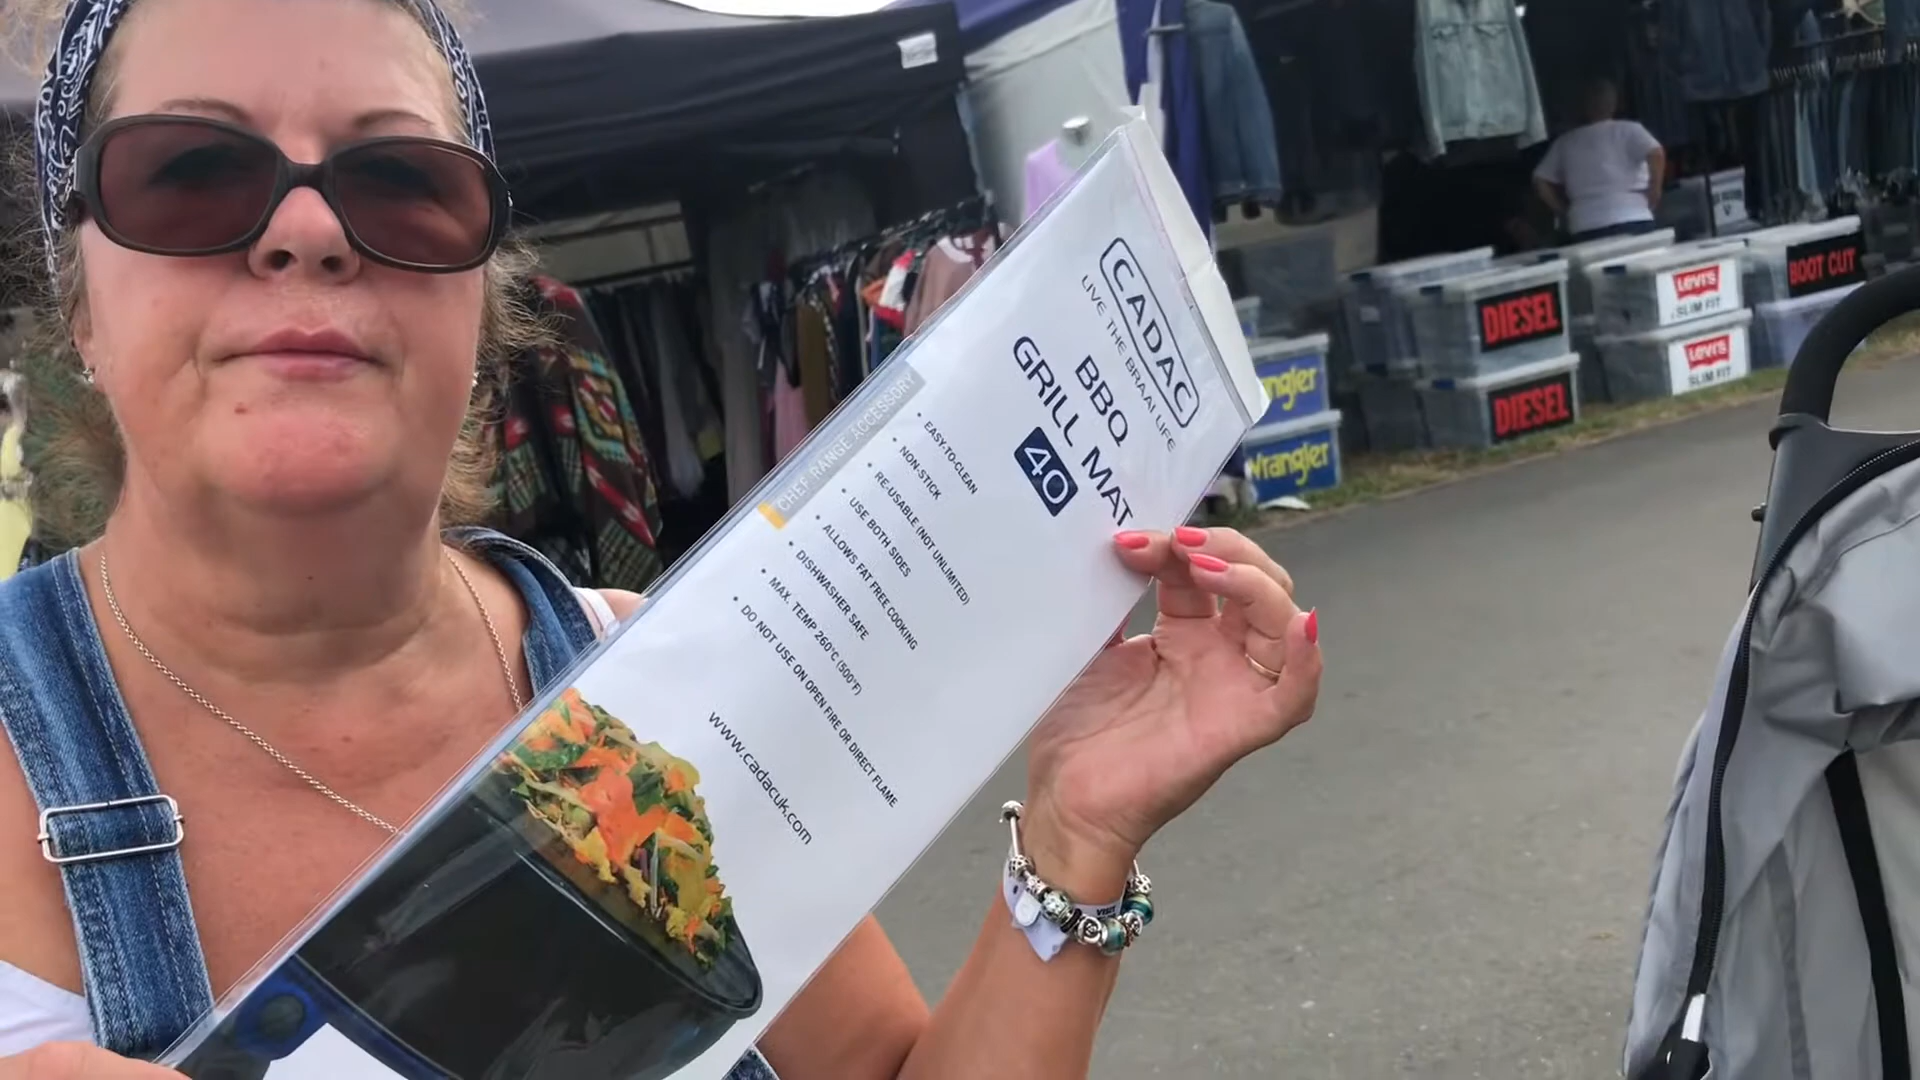 CADAC
LIVE THE BRAAI LIFE
BBQ
GRILL MAT
40
CHEF RANGE ACCESSORY
• EASY-TO-CLEAN
• NON-STICK
• RE-USABLE (NOT UNLIMITED)
• USE BOTH SIDES
• ALLOWS FAT FREE COOKING
• DISHWASHER SAFE
• MAX. TEMP 260°C (500°F)
• DO NOT USE ON OPEN FIRE OR DIRECT FLAME
www.cadacuk.com
DIESEL
DIESEL
LEVI'S
SLIM FIT
LEVI'S
SLIM FIT
BOOT CUT
Wrangler
VISIT